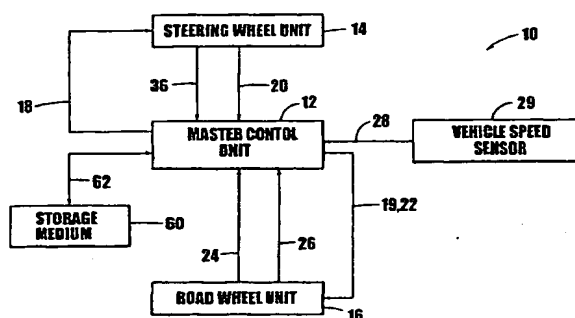 STEERING WHEEL UNIT
14
10
36
20
18
12
29
MASTER CONTOL
UNIT
28
VEHICLE SPEED
SENSOR
62
19,22
STORAGE
MEDIUM
60
24
26
ROAD WHEEL UNIT
16